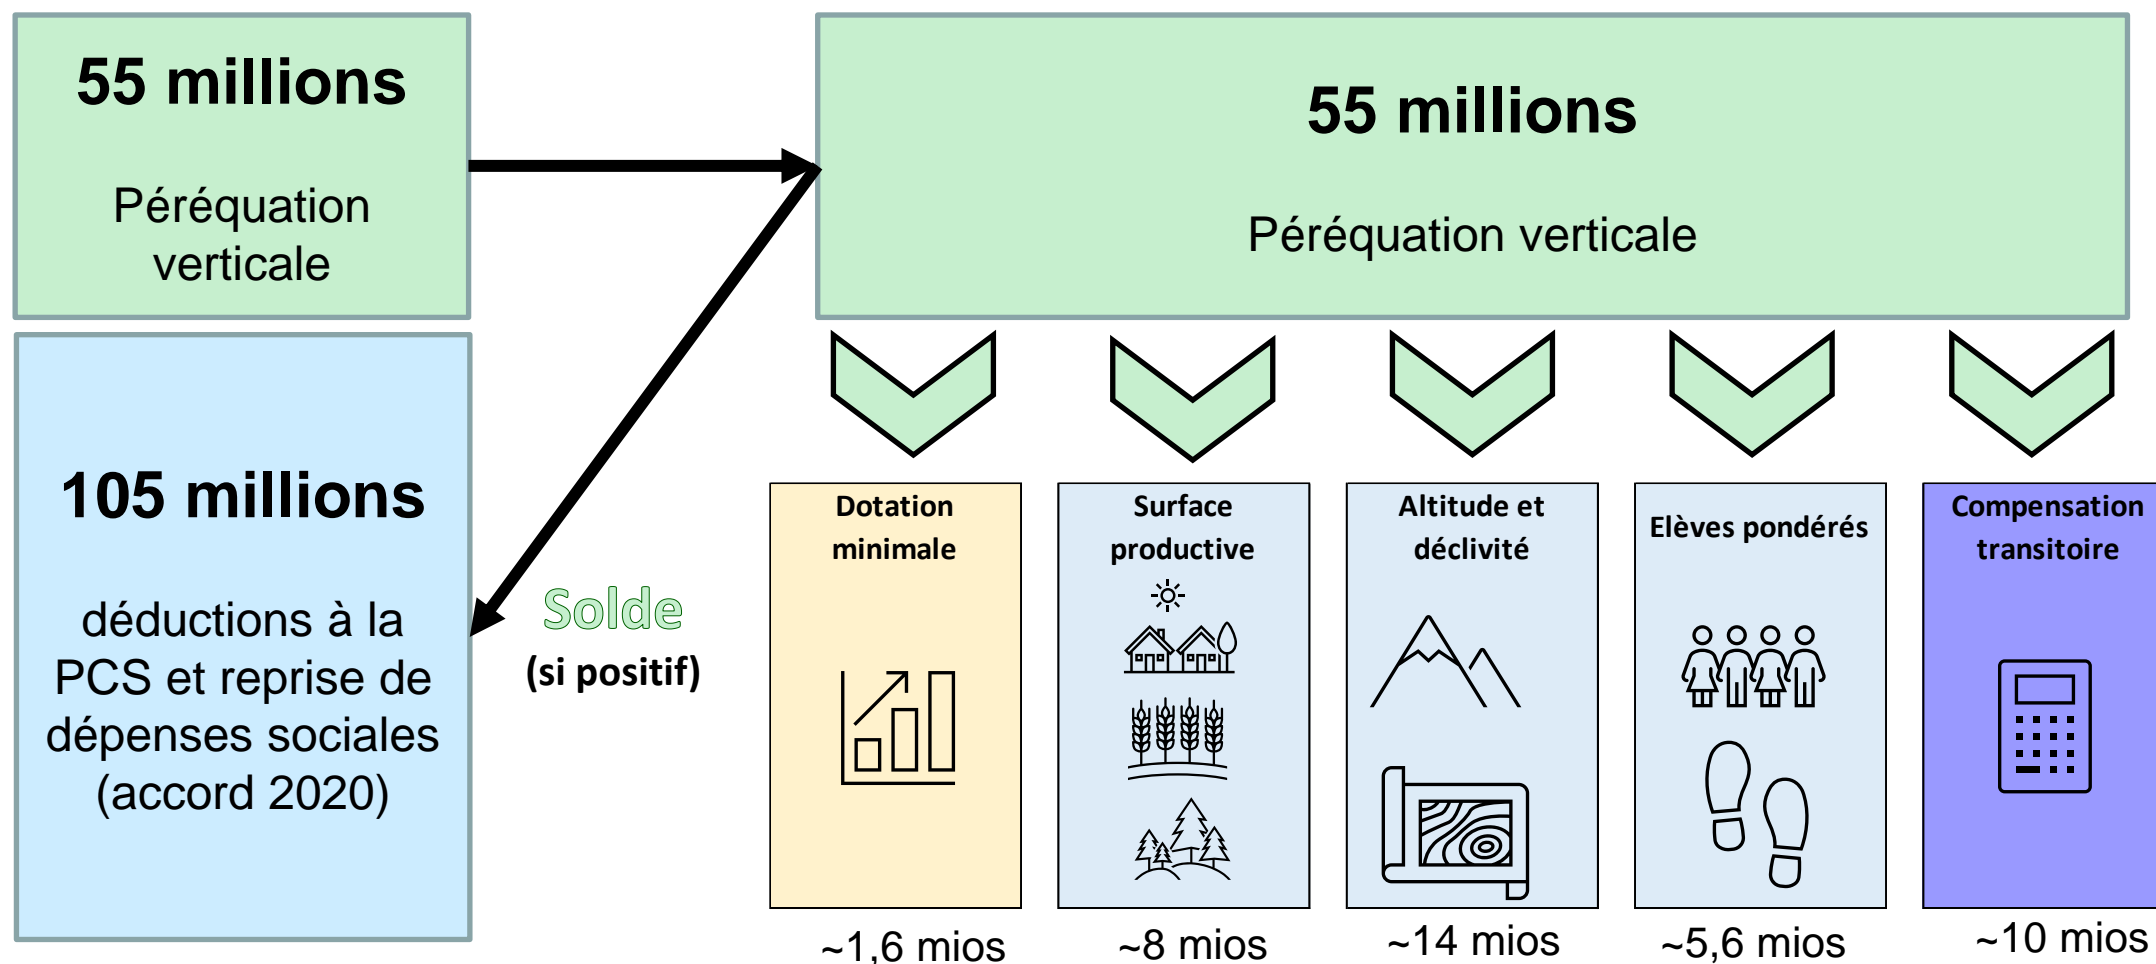 55 millions
Péréquation
verticale
105 millions
déductions à la
PCS et reprise de
dépenses sociales
(accord 2020)
Solde
(si positif)
55 millions
Péréquation verticale
Dotation
minimale
~1,6 mios
Surface
productive
~8 mios
Altitude et
déclivité
~14 mios
Elèves pondérés
~5,6 mios
Compensation
transitoire
~10 mios